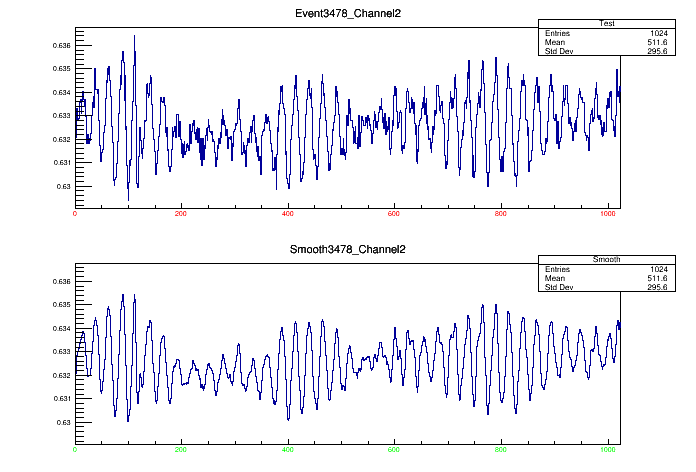 Event3478_Channel2
Test
Entries 1024
Mean 511.6
Std Dev 295.6
0.636
0.635
0.634
0.633
0.632
0.631
0.63
0 200 400 600 800 1000
Smooth3478_Channel2
Smooth
Entries 1024
Mean 511.6
Std Dev 295.6
0.636
0.635
0.634
0.633
0.632
0.631
0.63
0 200 400 600 800 1000